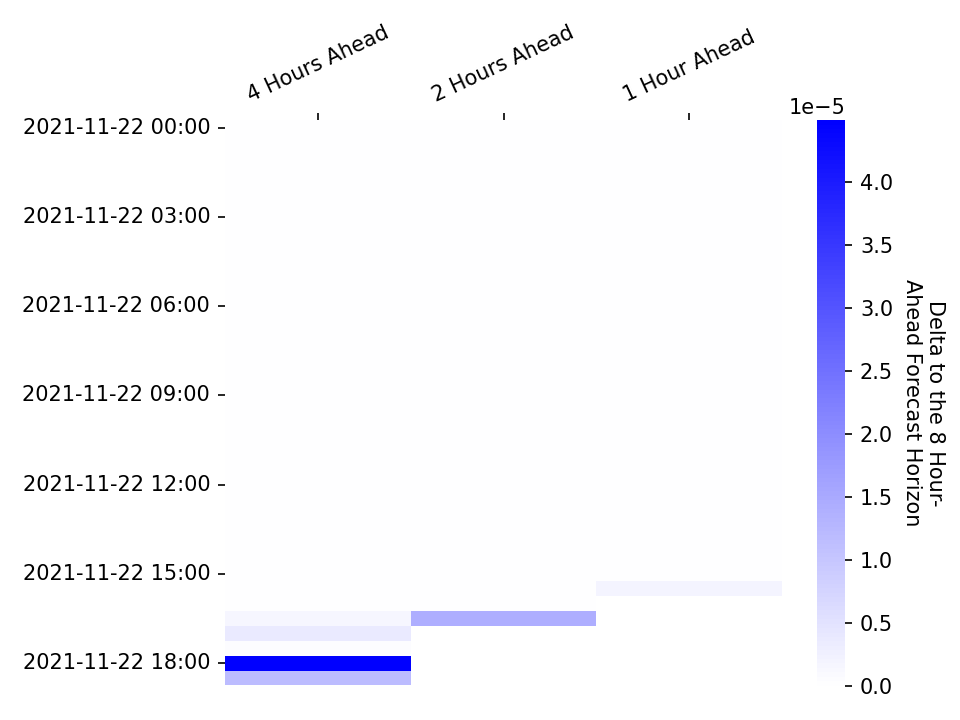 4 Hours Ahead
2 Hours Ahead
1 Hour Ahead
1e−5
2021-11-22 00:00
2021-11-22 03:00
2021-11-22 06:00
2021-11-22 09:00
2021-11-22 12:00
2021-11-22 15:00
2021-11-22 18:00
4.0
3.5
3.0
2.5
2.0
1.5
1.0
0.5
0.0
Delta to the 8 Hour-
Ahead Forecast Horizon